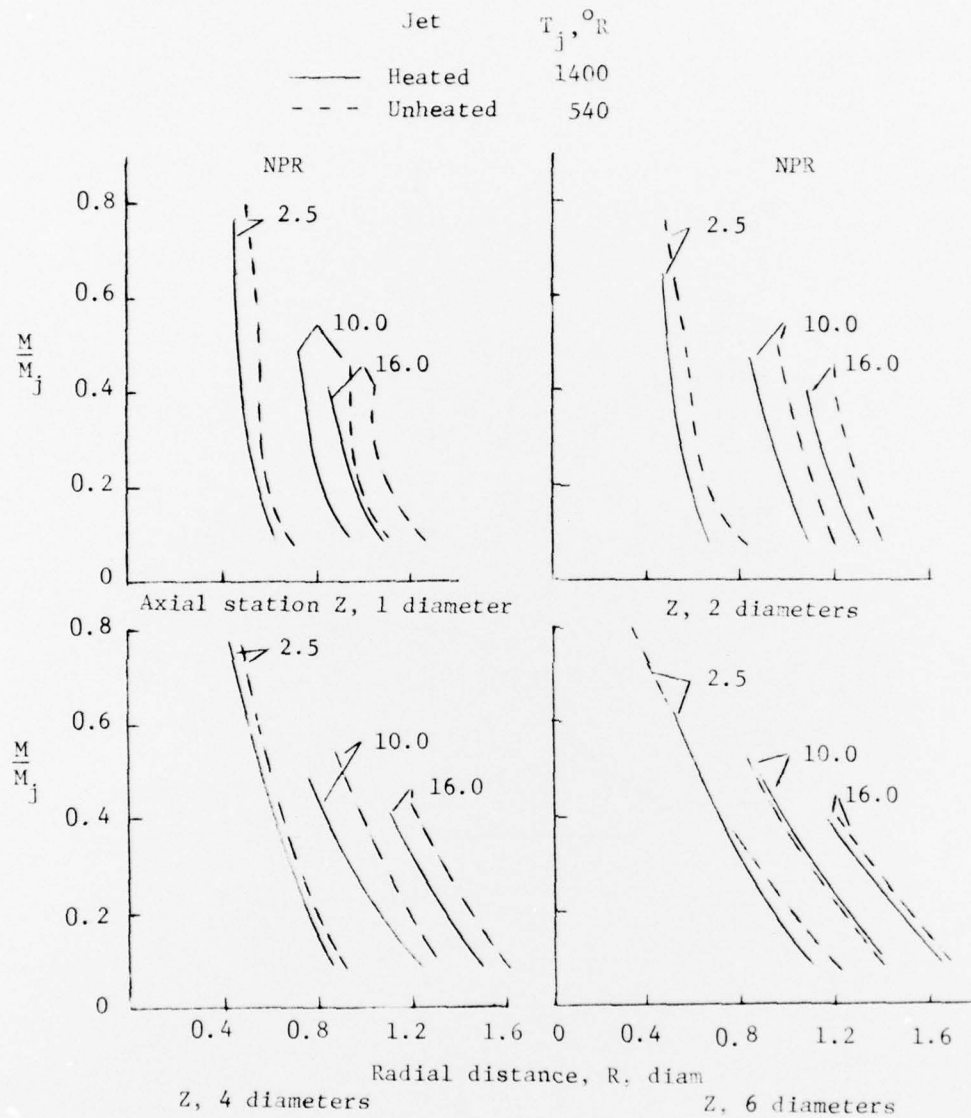 Jet T_j, °R
Heated 1400
Unheated 540
NPR
NPR
0.8
2.5
2.5
0.6
10.0
10.0
M/M_j
16.0
16.0
0.4
0.2
0
Axial station Z, 1 diameter
Z, 2 diameters
0.8
2.5
2.5
0.6
10.0
10.0
M/M_j
16.0
16.0
0.4
0.2
0
0.4 0.8 1.2 1.6
0 0.4 0.8 1.2 1.6
Radial distance, R, diam
Z, 4 diameters
Z, 6 diameters